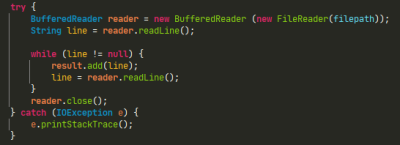 try {
    BufferedReader reader = new BufferedReader (new FileReader(filepath));
    String line = reader.readLine();

    while (line != null) {
        result.add(line);
        line = reader.readLine();
    }
    reader.close();
} catch (IOException e) {
    e.printStackTrace();
}